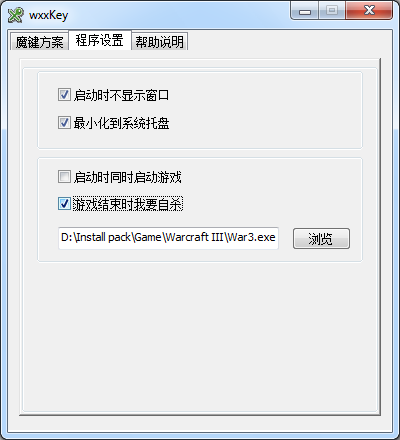 wxxKey
魔键方案 程序设置 帮助说明
启动时不显示窗口
最小化到系统托盘
启动时同时启动游戏
游戏结束时我要自杀
D:\Install pack\Game\Warcraft III\War3.exe 浏览